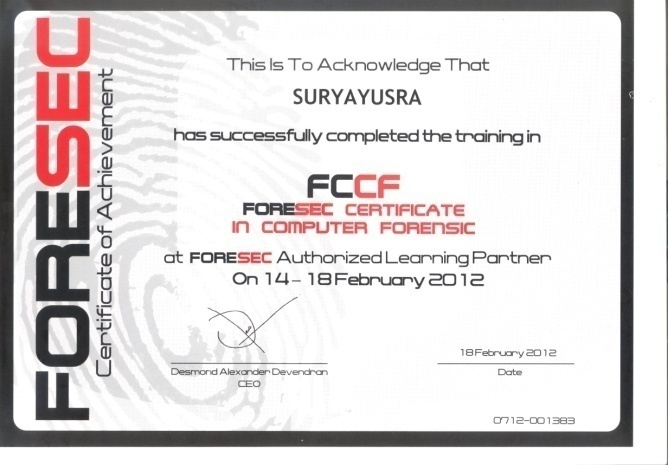 FORESEC
Certificate of Achievement
This Is To Acknowledge That
SURYAYUSRA
has successfully completed the training in
FCCF
FORESEC CERTIFICATE
IN COMPUTER FORENSIC
at FORESEC Authorized Learning Partner
On 14 - 18 February 2012
Desmond Alexander Devendran
CEO
18 February 2012
Date
0712-001383